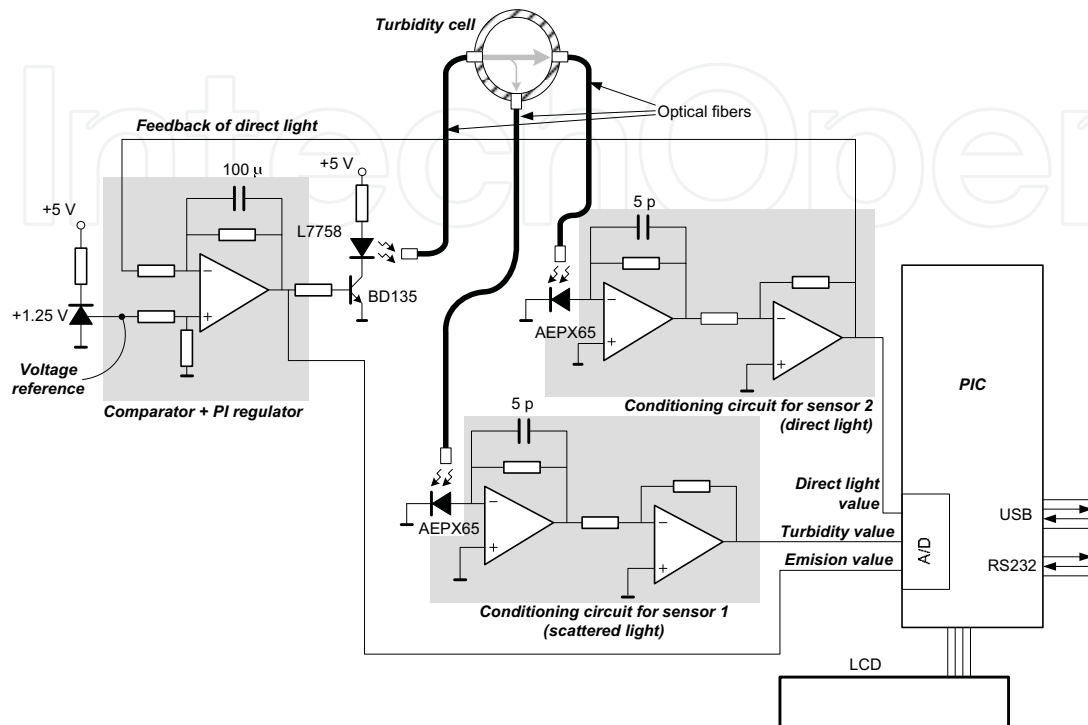 Turbidity cell
IntechOpen
Optical fibers
Feedback of direct light
+5 V
100 µ
+5 V
L7758
5 p
BD135
+1.25 V
AEPX65
Voltage
reference
PIC
Comparator + PI regulator
Conditioning circuit for sensor 2
(direct light)
5 p
Direct light
value
AEPX65
USB
Turbidity value
A/D
Emision value
RS232
Conditioning circuit for sensor 1
(scattered light)
LCD